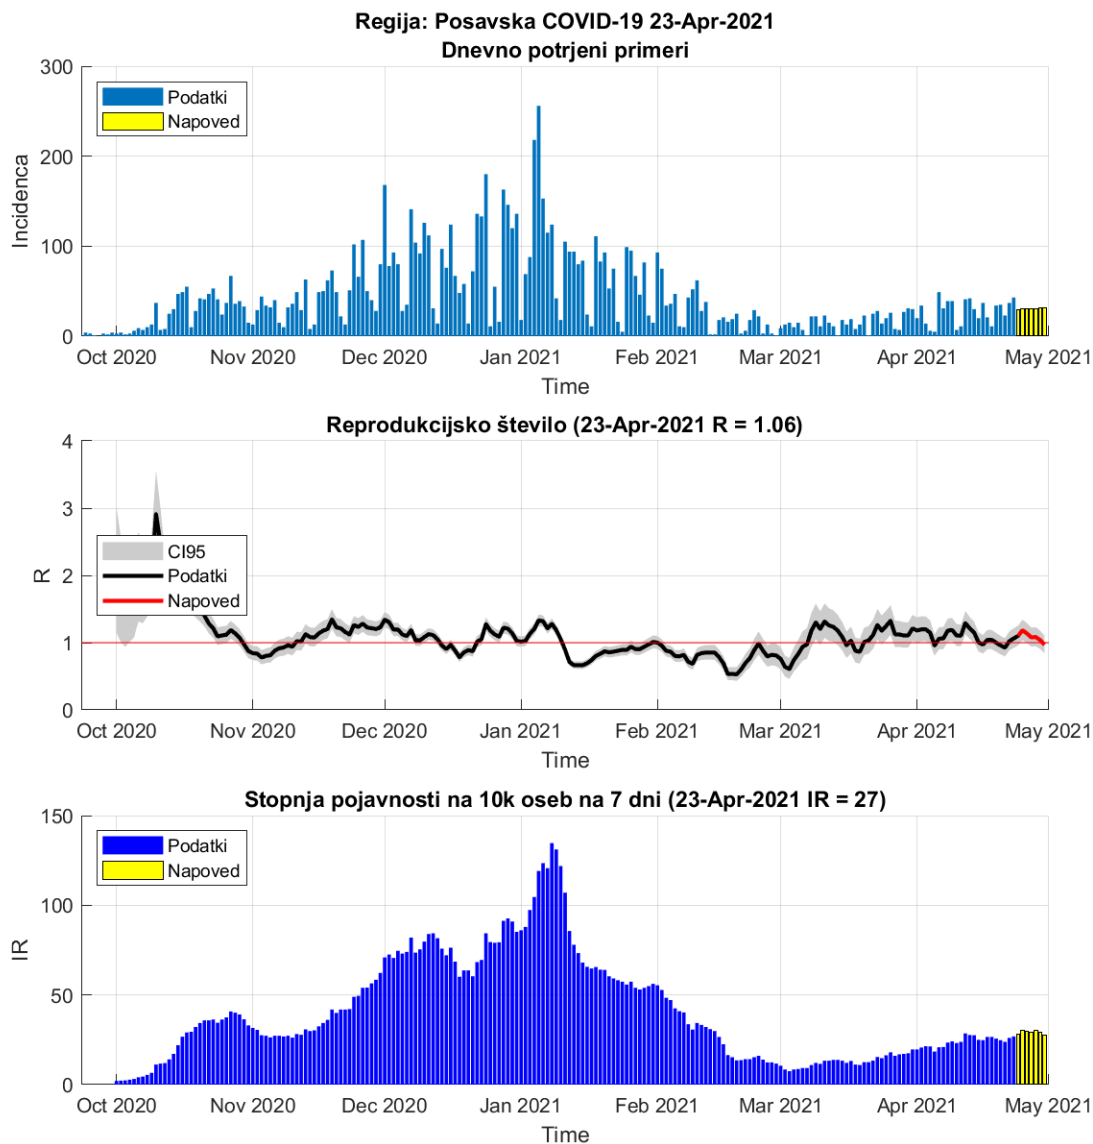 Regija: Posavska COVID-19 23-Apr-2021
Dnevno potrjeni primeri
300
200
100
0
Incidenca
Podatki
Napoved
Oct 2020 Nov 2020 Dec 2020 Jan 2021 Feb 2021 Mar 2021 Apr 2021 May 2021
Time
Reprodukcijsko število (23-Apr-2021 R = 1.06)
4
3
2
1
0
R
CI95
Podatki
Napoved
Oct 2020 Nov 2020 Dec 2020 Jan 2021 Feb 2021 Mar 2021 Apr 2021 May 2021
Time
Stopnja pojavnosti na 10k oseb na 7 dni (23-Apr-2021 IR = 27)
150
100
50
0
IR
Podatki
Napoved
Oct 2020 Nov 2020 Dec 2020 Jan 2021 Feb 2021 Mar 2021 Apr 2021 May 2021
Time